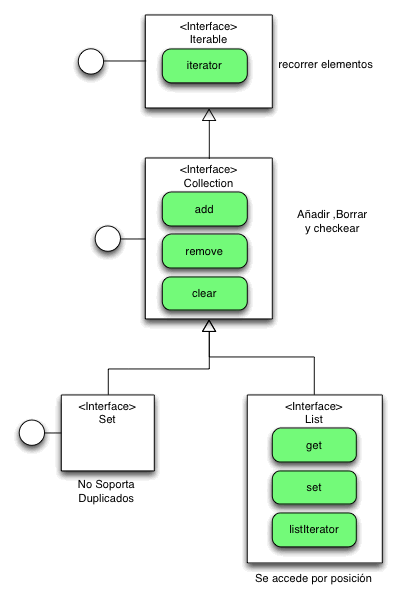 <Interface>
Iterable
iterator
recorrer elementos
<Interface>
Collection
add
remove
clear
Añadir ,Borrar
y checkear
<Interface>
Set
No Soporta
Duplicados
<Interface>
List
get
set
listIterator
Se accede por posición